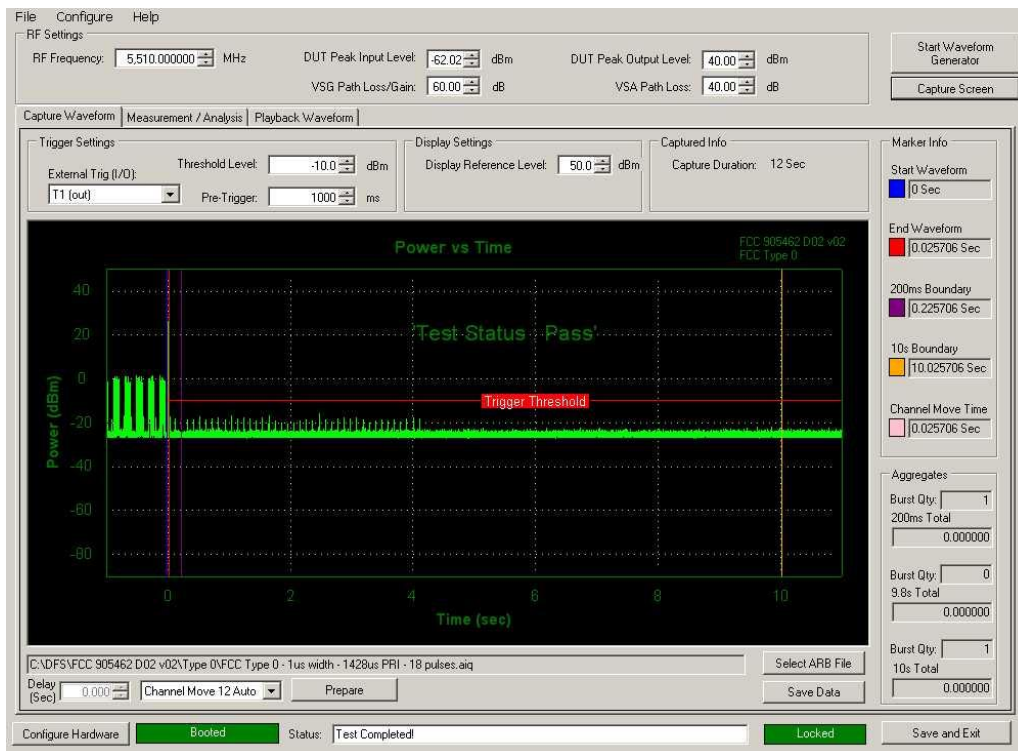 File Configure Help
RF Settings
RF Frequency: 5,510.000000 MHz
DUT Peak Input Level: -62.02 dBm
DUT Peak Output Level: 40.00 dBm
VSG Path Loss/Gain: 60.00 dB
VSA Path Loss: 40.00 dB
Start Waveform
Generator
Capture Screen
Capture Waveform Measurement / Analysis Playback Waveform
Trigger Settings
External Trig (I/O):
T1 (out)
Threshold Level: -10.0 dBm
Pre-Trigger: 1000 ms
Display Settings
Display Reference Level: 50.0 dBm
Captured Info
Capture Duration: 12 Sec
Marker Info
Start Waveform
0 Sec
End Waveform
0.025706 Sec
200ms Boundary
0.225706 Sec
10s Boundary
10.025706 Sec
Channel Move Time
0.025706 Sec
Power vs Time
FCC 905462 D02 v02
FCC Type 0
'Test Status : Pass'
Trigger Threshold
Power (dBm)
40
20
0
-20
-40
-60
-80
0 2 4 6 8 10
Time (sec)
Aggregates
Burst Qty: 1
200ms Total
0.000000
Burst Qty: 0
9.8s Total
0.000000
Burst Qty: 1
10s Total
0.000000
C:\DFS\FCC 905462 D02 v02\Type 0\FCC Type 0 - 1us width - 1428us PRI - 18 pulses.aiq
Select ARB File
Delay
(Sec) 0.000
Channel Move 12 Auto
Prepare
Save Data
Configure Hardware
Booted
Status: Test Completed!
Locked
Save and Exit